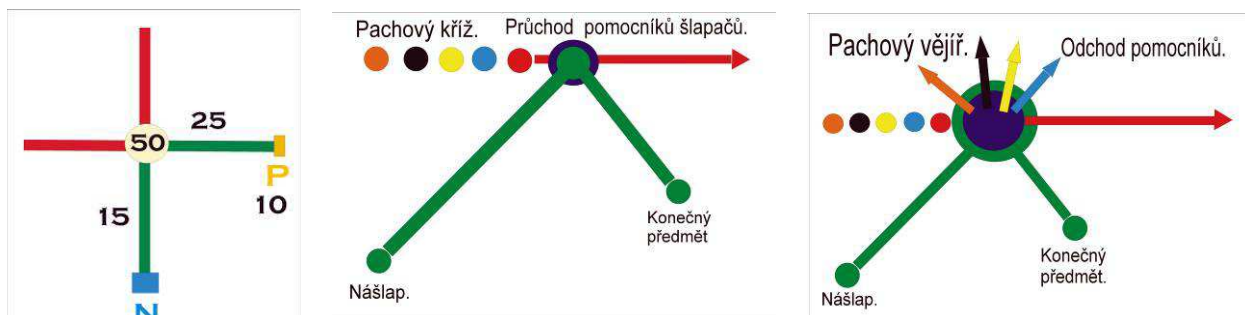 50
25
P
10
15
N
Pachový kříž.
Průchod pomocníků šlapačů.
Konečný
předmět
Nášlap.
Pachový vějíř.
Odchod pomocníků.
Konečný
předmět.
Nášlap.